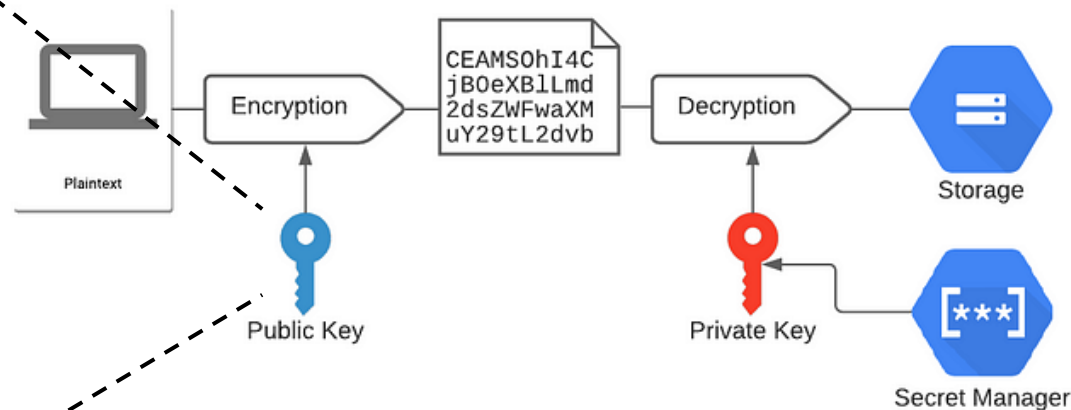 Plaintext
Encryption
CEAMSOhI4C
jBOeXBlLmd
2dsZWFwaXM
uY29tL2dvb
Decryption
Storage
Public Key
Private Key
[***]
Secret Manager